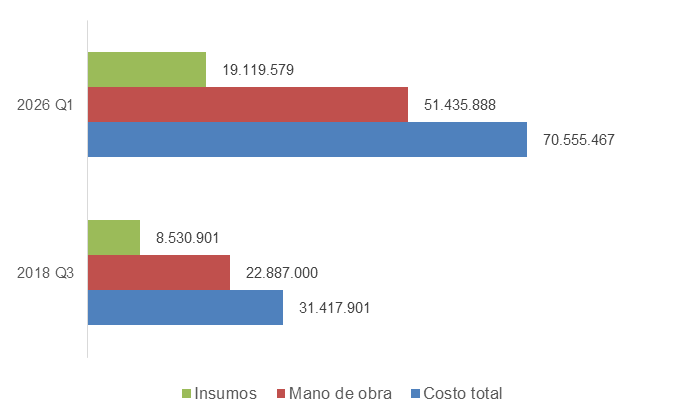 19.119.579
2026 Q1
51.435.888
70.555.467
8.530.901
2018 Q3
22.887.000
31.417.901
Insumos Mano de obra Costo total